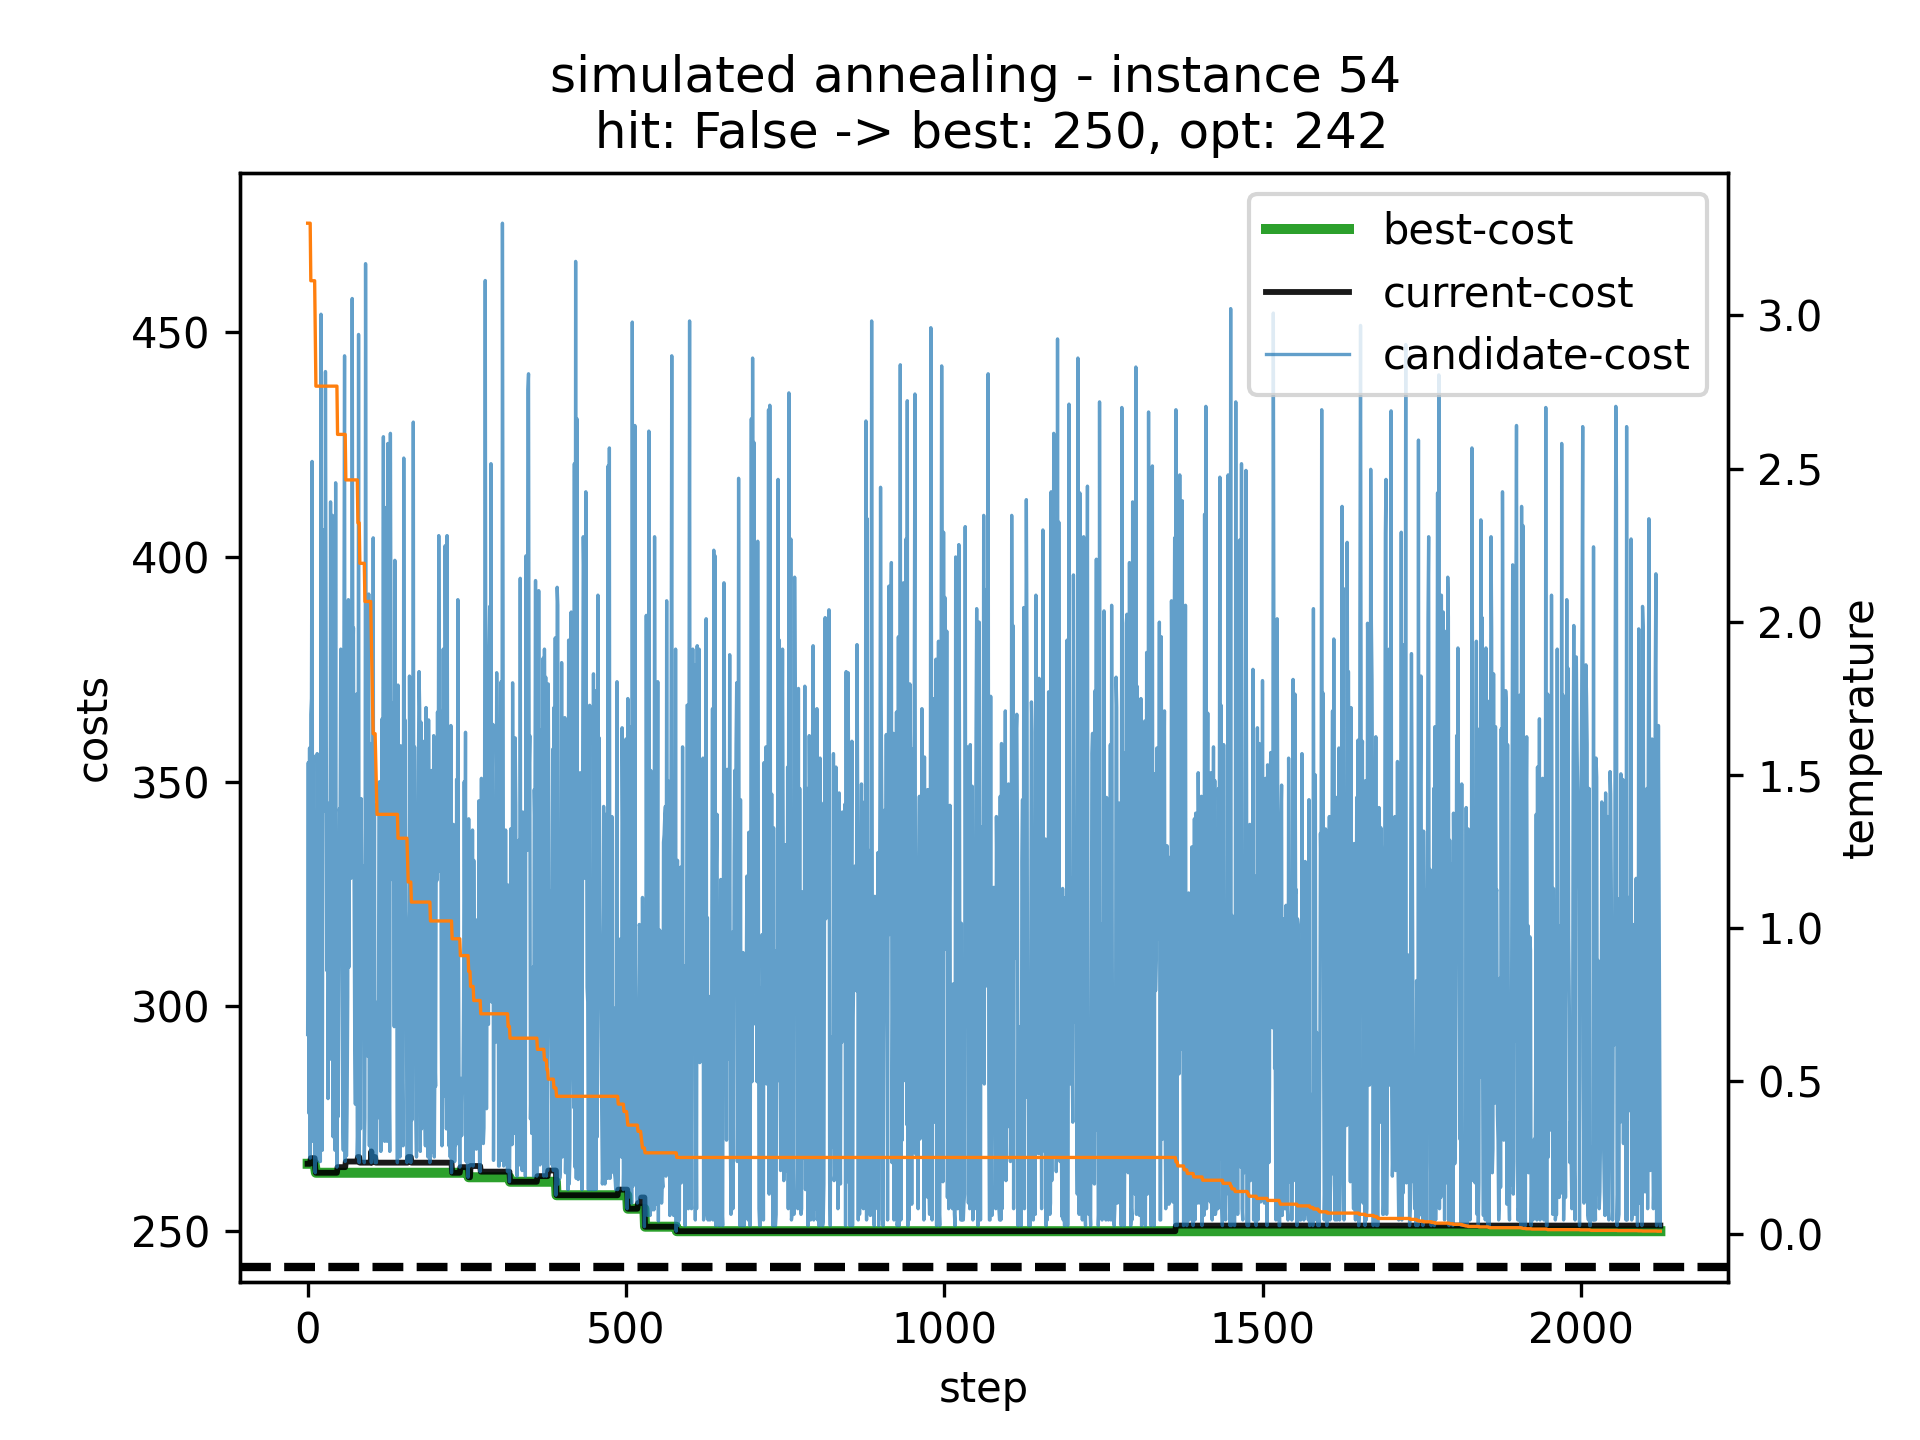 simulated annealing - instance 54
hit: False -> best: 250, opt: 242
best-cost
current-cost
candidate-cost
costs
450
400
350
300
250
temperature
3.0
2.5
2.0
1.5
1.0
0.5
0.0
0
500
1000
1500
2000
step